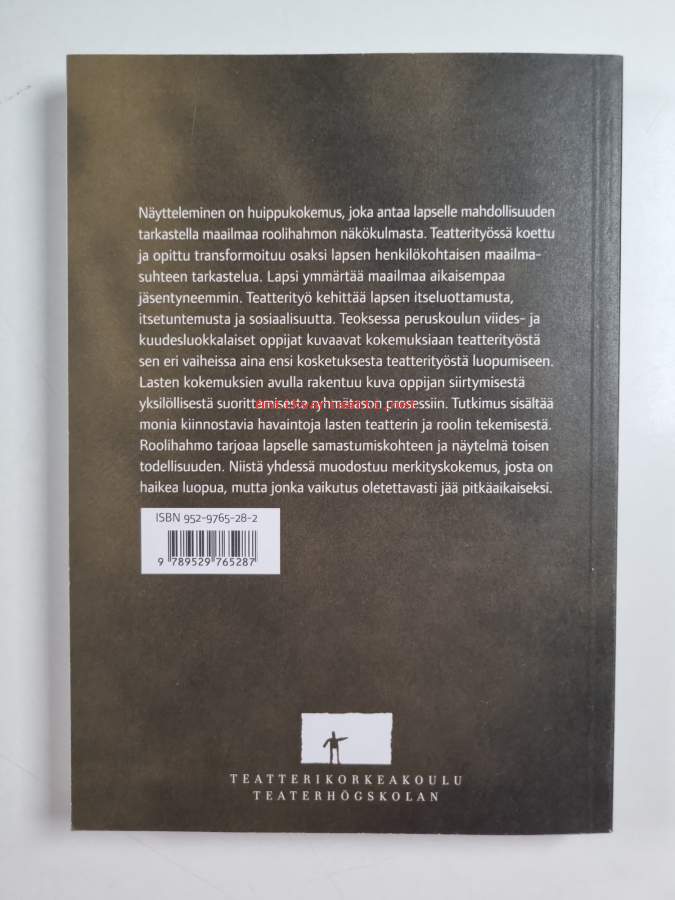 Näytteleminen on huippukokemus, joka antaa lapselle mahdollisuuden
tarkastella maailmaa roolihahmon näkökulmasta. Teatterityössä koettu
ja opittu transformoituu osaksi lapsen henkilökohtaisen maailma-
suhteen tarkastelua. Lapsi ymmärtää maailmaa aikaisempaa
jäsentyneemmin. Teatterityö kehittää lapsen itseluottamusta,
itsetuntemusta ja sosiaalisuutta. Teoksessa peruskoulun viides- ja
kuudesluokkalaiset oppijat kuvaavat kokemuksiaan teatterityöstä
sen eri vaiheissa aina ensi kosketuksesta teatterityöstä luopumiseen.
Lasten kokemuksien avulla rakentuu kuva oppijan siirtymisestä
yksilöllisestä suorittamisesta ryhmätason prosessiin. Tutkimus sisältää
monia kiinnostavia havaintoja lasten teatterin ja roolin tekemisestä.
Roolihahmo tarjoaa lapselle samastumiskohteen ja näytelmä toisen
todellisuuden. Niistä yhdessä muodostuu merkityskokemus, josta on
haikea luopua, mutta jonka vaikutus oletettavasti jää pitkäaikaiseksi.
ISBN 952-9765-28-2
9 789529 765287
TEATTERIKORKEAKOULU
TEATERHÖGSKOLAN